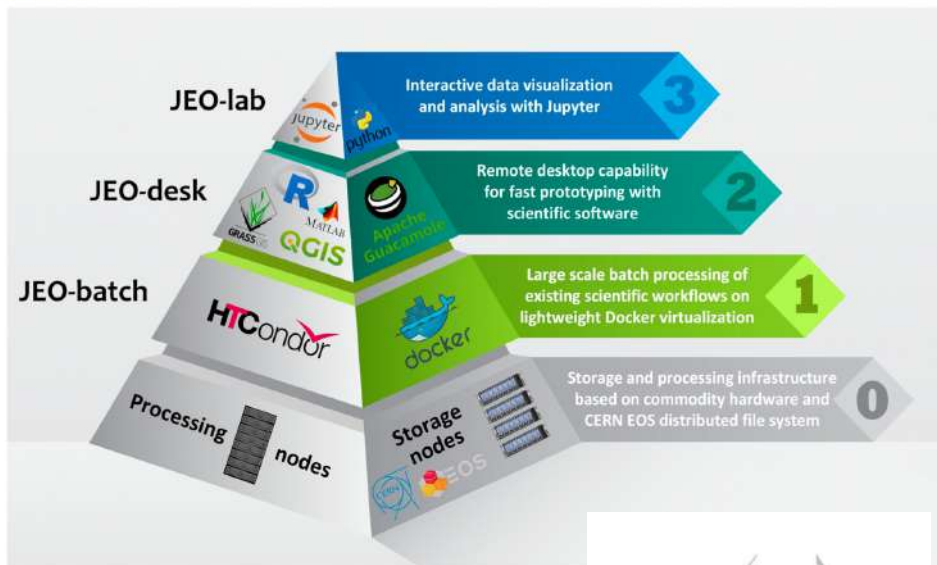 JEO-lab
jupyter
python
Interactive data visualization
and analysis with Jupyter
3
JEO-desk
R
MATLAB
GRASS GIS
QGIS
Apache
Guacamole
Remote desktop capability
for fast prototyping with
scientific software
2
JEO-batch
HTCondor
docker
Large scale batch processing of
existing scientific workflows on
lightweight Docker virtualization
1
Processing
nodes
Storage
nodes
CERN
EOS
Storage and processing infrastructure
based on commodity hardware and
CERN EOS distributed file system
0